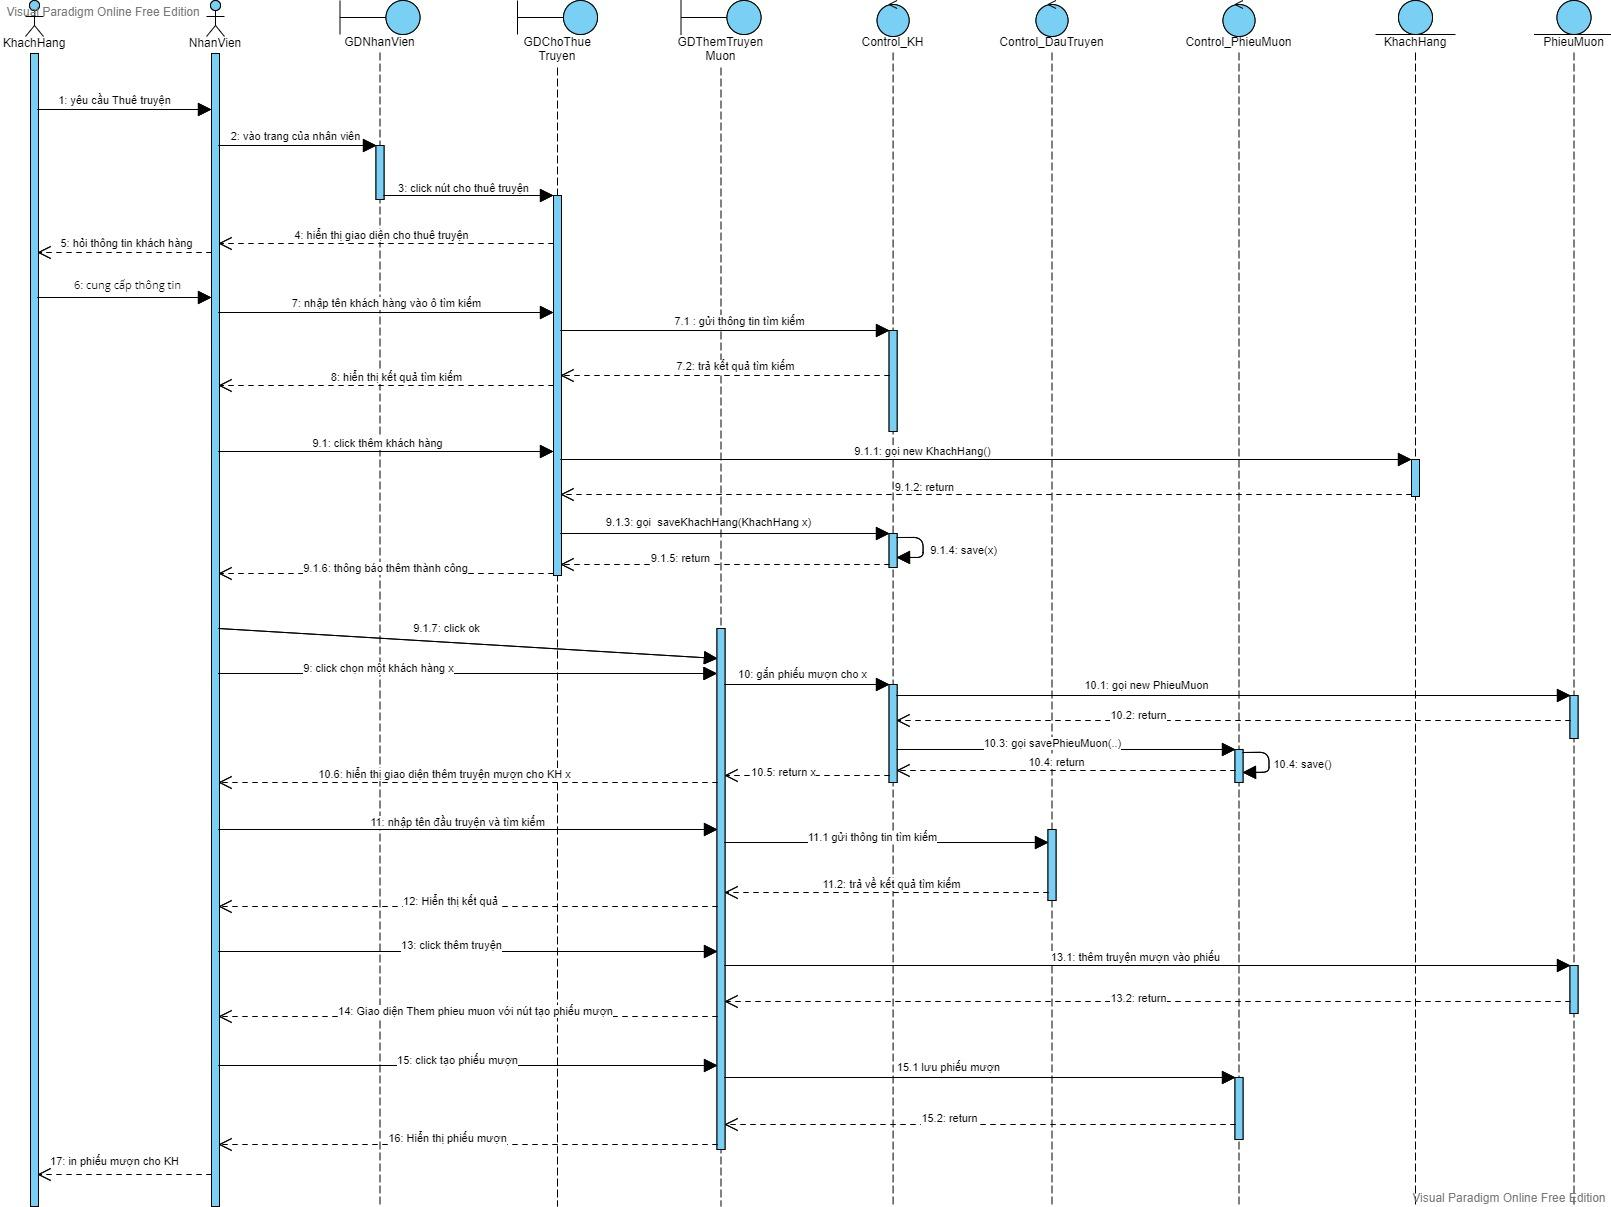 Visual Paradigm Online Free Edition
KhachHang
NhanVien
GDNhanVien
GDChoThue
Truyen
GDThemTruyen
Muon
Control_KH
Control_DauTruyen
Control_PhieuMuon
KhachHang
PhieuMuon
1: yêu cầu Thuê truyện
2: vào trang của nhân viên
3: click nút cho thuê truyện
4: hiển thị giao diện cho thuê truyện
5: hỏi thông tin khách hàng
6: cung cấp thông tin
7: nhập tên khách hàng vào ô tìm kiếm
7.1 : gửi thông tin tìm kiếm
7.2: trả kết quả tìm kiếm
8: hiển thị kết quả tìm kiếm
9.1: click thêm khách hàng
9.1.1: gọi new KhachHang()
9.1.2: return
9.1.3: gọi  saveKhachHang(KhachHang x)
9.1.4: save(x)
9.1.5: return
9.1.6: thông báo thêm thành công
9.1.7: click ok
9: click chọn một khách hàng x
10: gắn phiếu mượn cho x
10.1: gọi new PhieuMuon
10.2: return
10.3: gọi savePhieuMuon(..)
10.4: return
10.4: save()
10.5: return x
10.6: hiển thị giao diện thêm truyện mượn cho KH x
11: nhập tên đầu truyện và tìm kiếm
11.1 gửi thông tin tìm kiếm
11.2: trả về kết quả tìm kiếm
12: Hiển thị kết quả
13: click thêm truyện
13.1: thêm truyện mượn vào phiếu
13.2: return
14: Giao diện Them phieu muon với nút tạo phiếu mượn
15: click tạo phiếu mượn
15.1 lưu phiếu mượn
15.2: return
16: Hiển thị phiếu mượn
17: in phiếu mượn cho KH
Visual Paradigm Online Free Edition